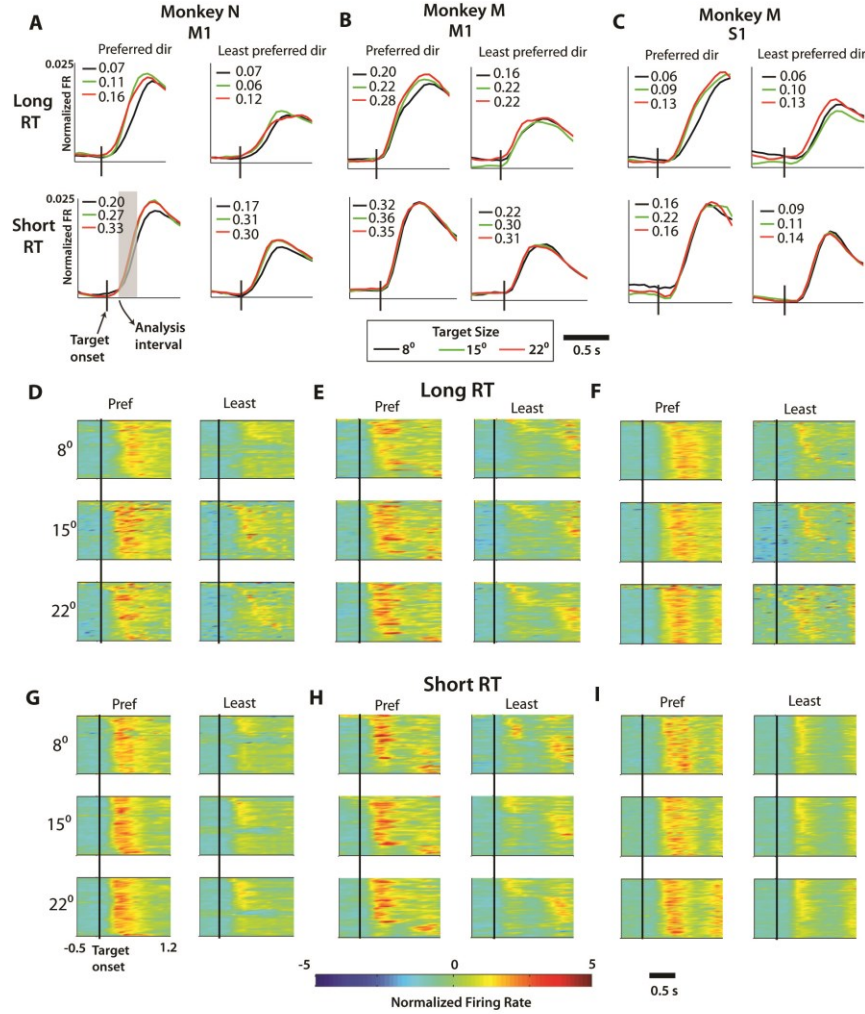 A Monkey N M1
B Monkey M M1
C Monkey M S1
Preferred dir Least preferred dir Preferred dir Least preferred dir Preferred dir Least preferred dir
Long RT
0.025
Normalized FR
0.07 0.11 0.16
0.07 0.06 0.12
0.20 0.22 0.28
0.16 0.22 0.22
0.06 0.09 0.13
0.06 0.10 0.13
Short RT
0.025
Normalized FR
0.20 0.27 0.33
0.17 0.31 0.30
0.32 0.36 0.35
0.22 0.30 0.31
0.16 0.22 0.16
0.09 0.11 0.14
Target onset
Analysis interval
Target Size
8⁰ 15⁰ 22⁰
0.5 s
Long RT
D Pref Least E Pref Least F Pref Least
8⁰
15⁰
22⁰
Short RT
G Pref Least H Pref Least I Pref Least
8⁰
15⁰
22⁰
-0.5 Target onset 1.2
-5 0 5
Normalized Firing Rate
0.5 s